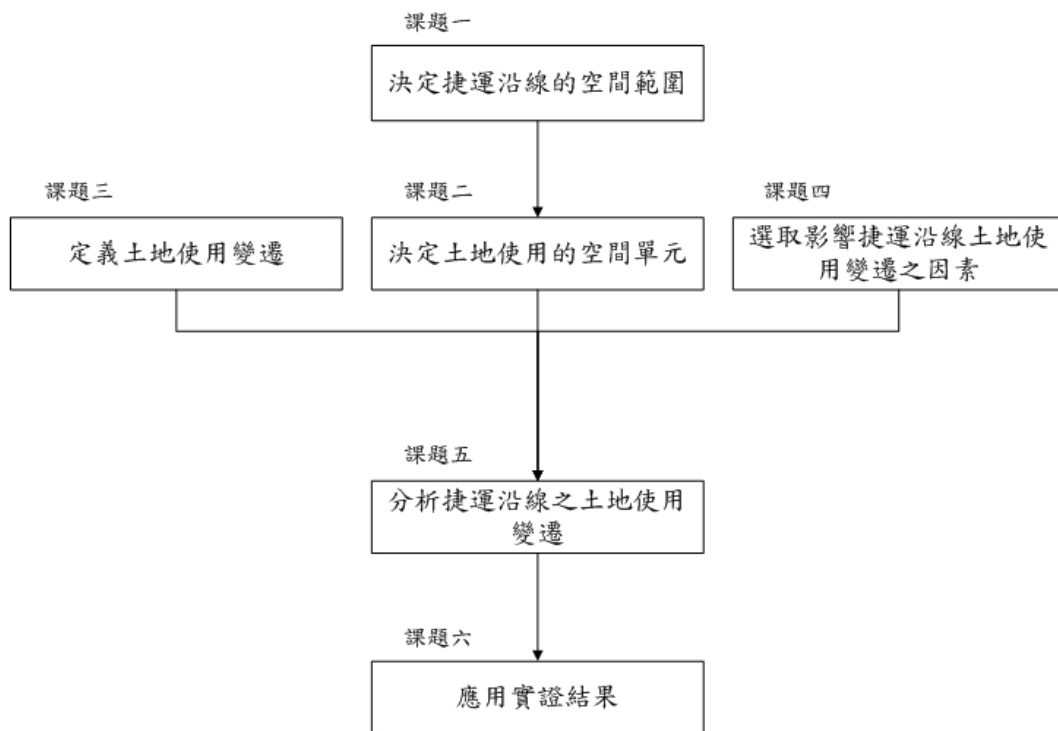 課題一
決定捷運沿線的空間範圍
課題三
定義土地使用變遷
課題二
決定土地使用的空間單元
課題四
選取影響捷運沿線土地使
用變遷之因素
課題五
分析捷運沿線之土地使用
變遷
課題六
應用實證結果